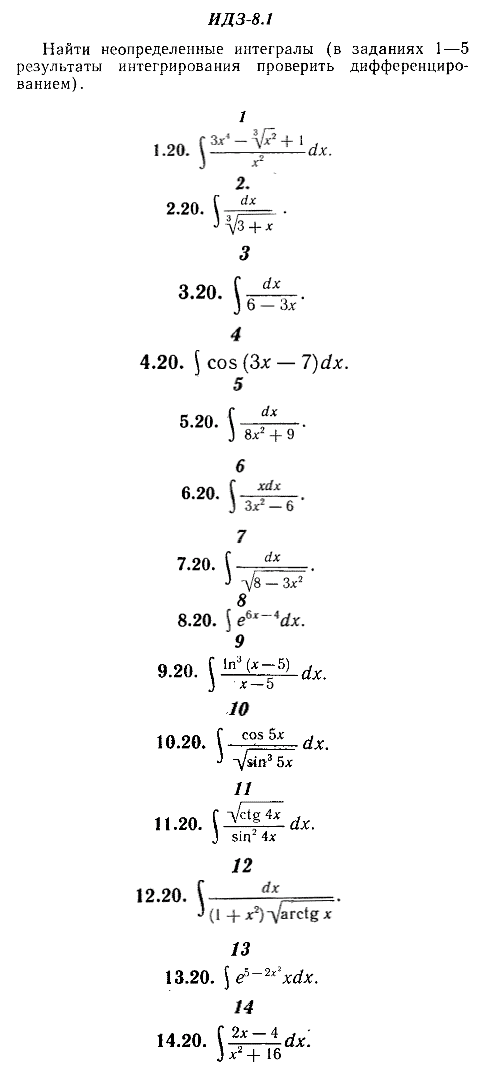 ИДЗ-8.1
Найти неопределенные интегралы (в заданиях 1—5
результаты интегрирования проверить дифференциро-
ванием).
1
1.20. ∫ (3x⁴ − ∛x² + 1)/x² dx.
2.
2.20. ∫ dx/∛(3 + x) .
3
3.20. ∫ dx/(6 − 3x).
4
4.20. ∫ cos (3x − 7)dx.
5
5.20. ∫ dx/(8x² + 9).
6
6.20. ∫ xdx/(3x² − 6).
7
7.20. ∫ dx/√(8 − 3x²).
8
8.20. ∫ e⁶ˣ⁻⁴dx.
9
9.20. ∫ ln³ (x − 5)/(x − 5) dx.
10
10.20. ∫ cos 5x/√(sin³ 5x) dx.
11
11.20. ∫ √(ctg 4x)/sin² 4x dx.
12
12.20. ∫ dx/((1 + x²)√(arctg x)).
13
13.20. ∫ e^(5−2x²)xdx.
14
14.20. ∫ (2x − 4)/(x² + 16) dx.